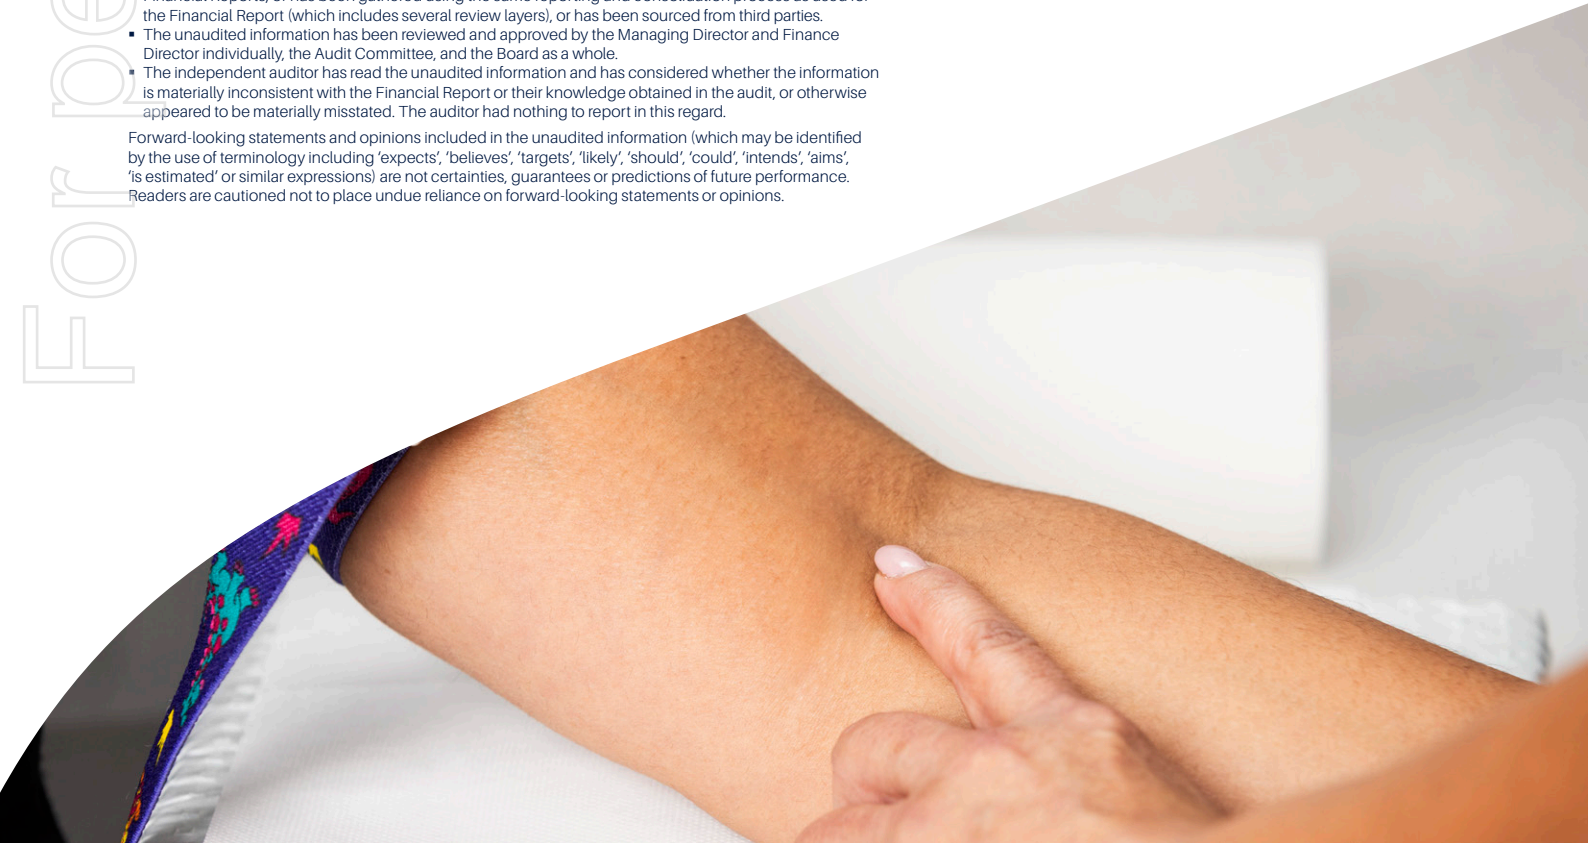 the Financial Report (which includes several review layers), or has been sourced from third parties.
▪ The unaudited information has been reviewed and approved by the Managing Director and Finance
Director individually, the Audit Committee, and the Board as a whole.
▪ The independent auditor has read the unaudited information and has considered whether the information
is materially inconsistent with the Financial Report or their knowledge obtained in the audit, or otherwise
appeared to be materially misstated. The auditor had nothing to report in this regard.
Forward-looking statements and opinions included in the unaudited information (which may be identified
by the use of terminology including ‘expects’, ‘believes’, ‘targets’, ‘likely’, ‘should’, ‘could’, ‘intends’, ‘aims’,
‘is estimated’ or similar expressions) are not certainties, guarantees or predictions of future performance.
Readers are cautioned not to place undue reliance on forward-looking statements or opinions.
For pe